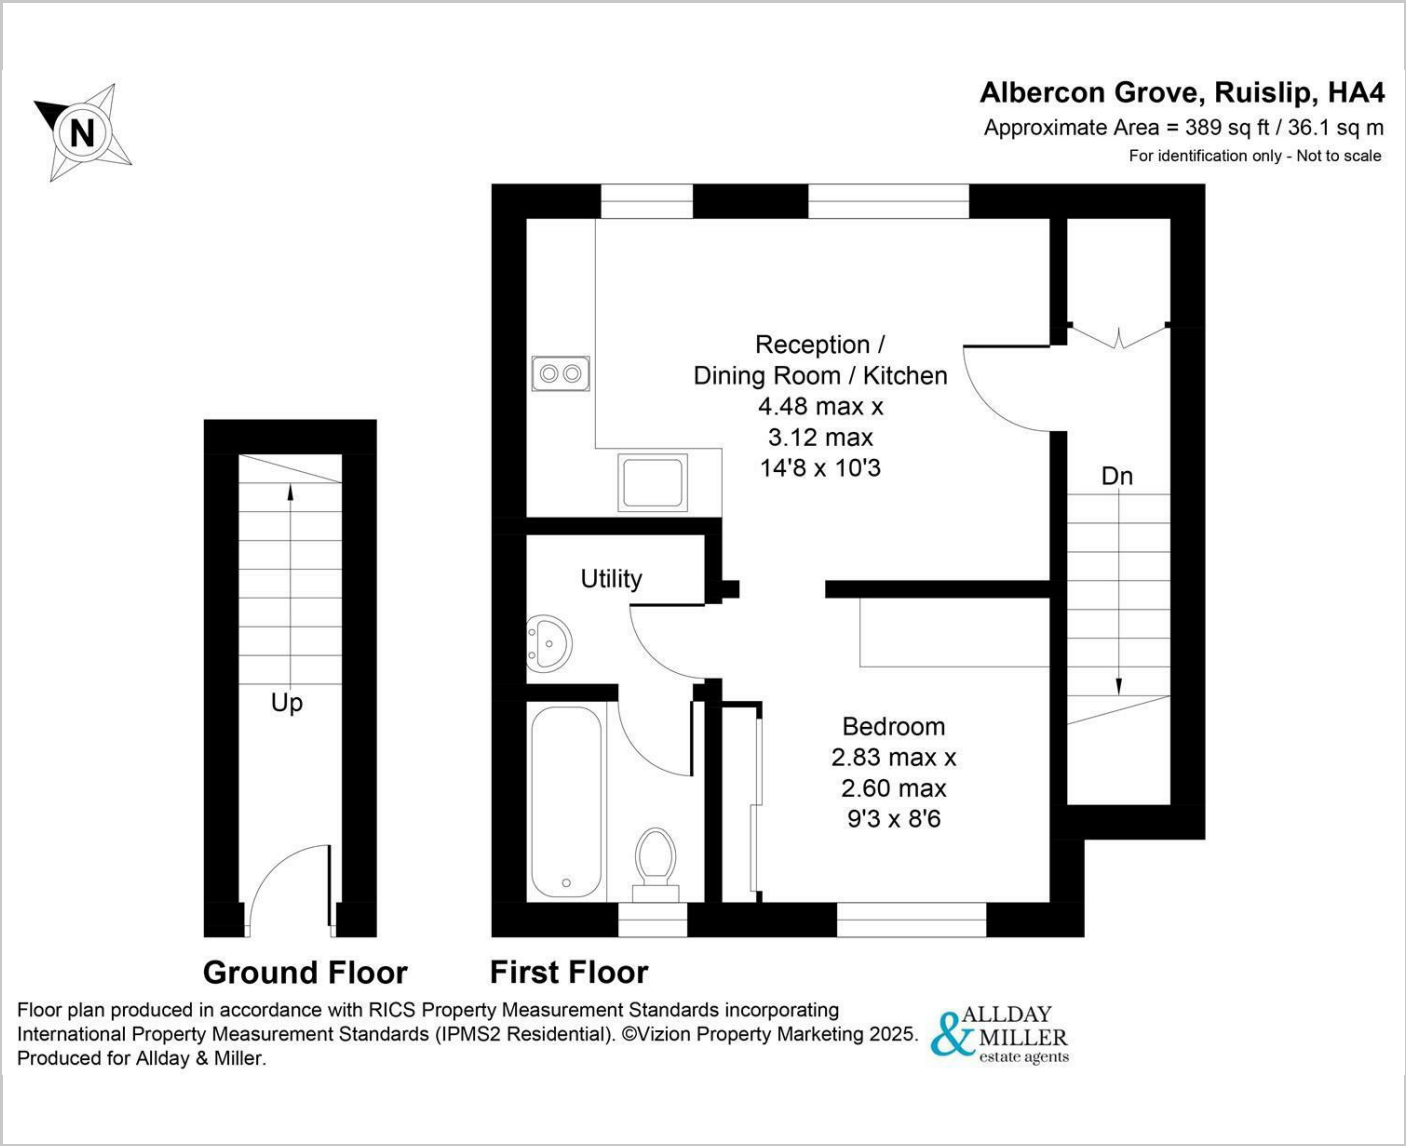 N
Albercon Grove, Ruislip, HA4
Approximate Area = 389 sq ft / 36.1 sq m
For identification only - Not to scale
Reception /
Dining Room / Kitchen
4.48 max x
3.12 max
14'8 x 10'3
Dn
Utility
Up
Bedroom
2.83 max x
2.60 max
9'3 x 8'6
Ground Floor
First Floor
Floor plan produced in accordance with RICS Property Measurement Standards incorporating
International Property Measurement Standards (IPMS2 Residential). ©Vizion Property Marketing 2025.
Produced for Allday & Miller.
ALLDAY
& MILLER
estate agents